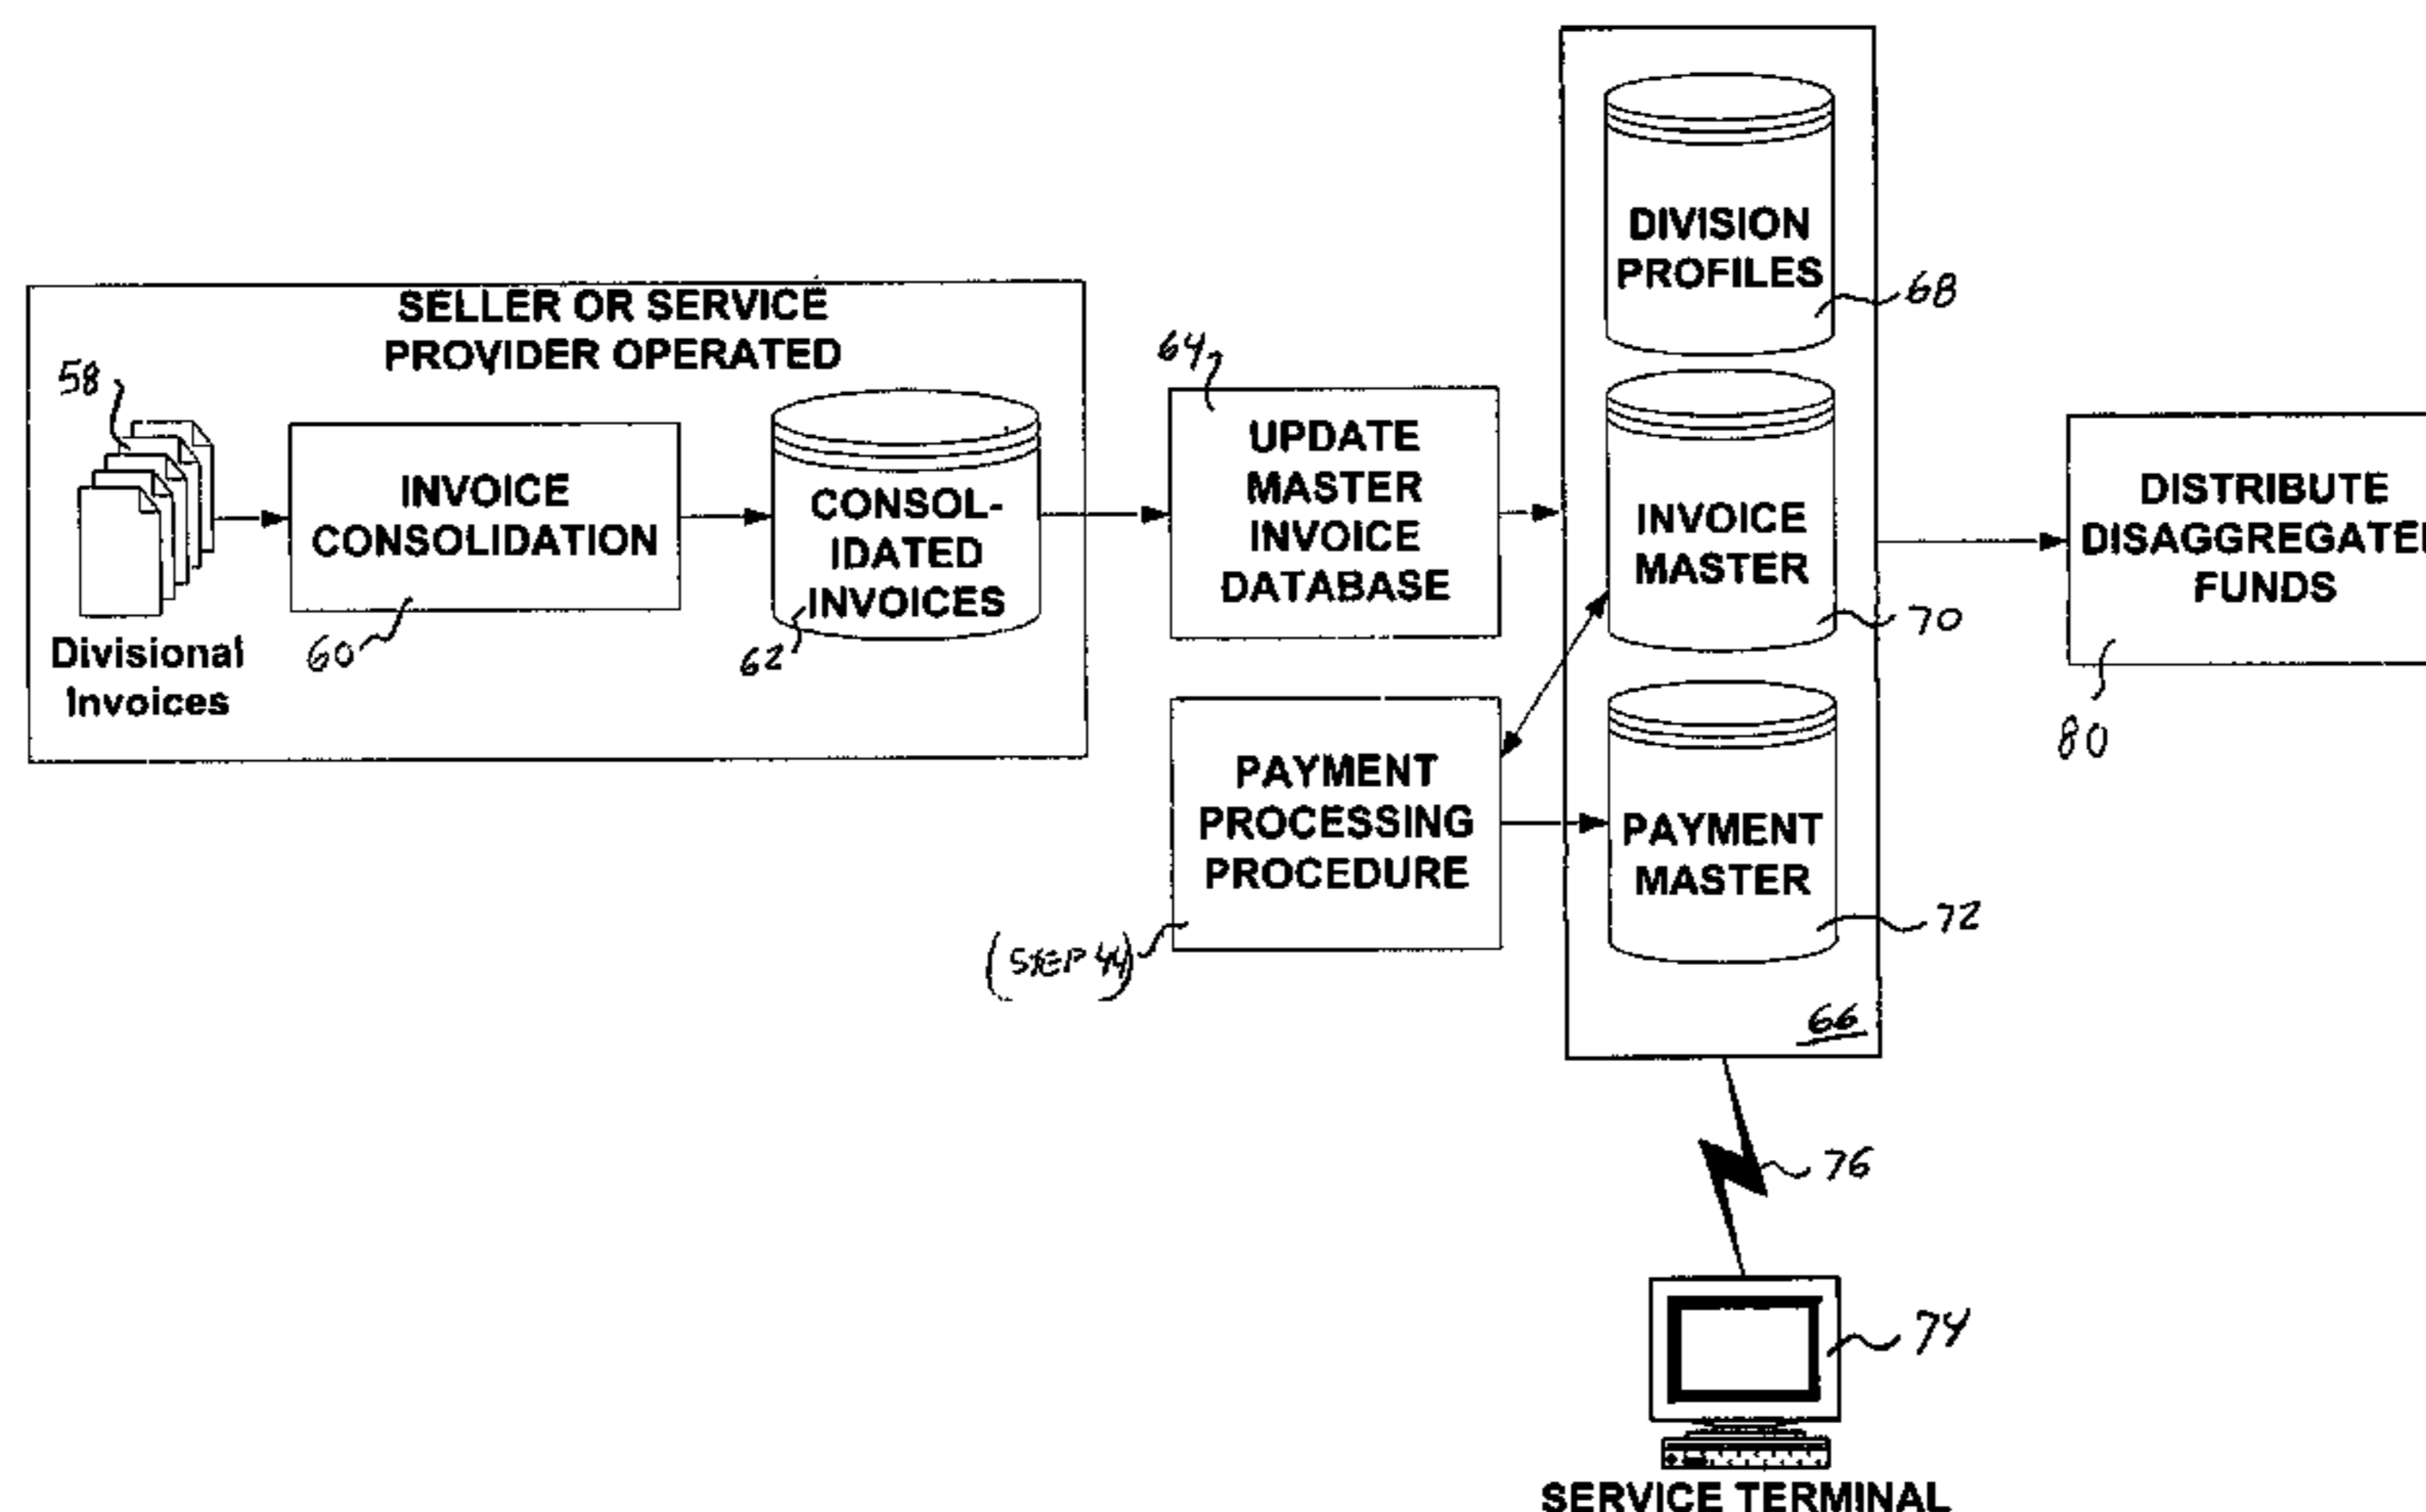 SELLER OR SERVICE
PROVIDER OPERATED
58
Divisional
Invoices
INVOICE
CONSOLIDATION
60
CONSOL-
IDATED
INVOICES
62
64
UPDATE
MASTER
INVOICE
DATABASE
PAYMENT
PROCESSING
PROCEDURE
(STEP 44)
DIVISION
PROFILES
68
INVOICE
MASTER
70
PAYMENT
MASTER
72
66
DISTRIBUTE
DISAGGREGATED
FUNDS
80
76
74
SERVICE TERMINAL